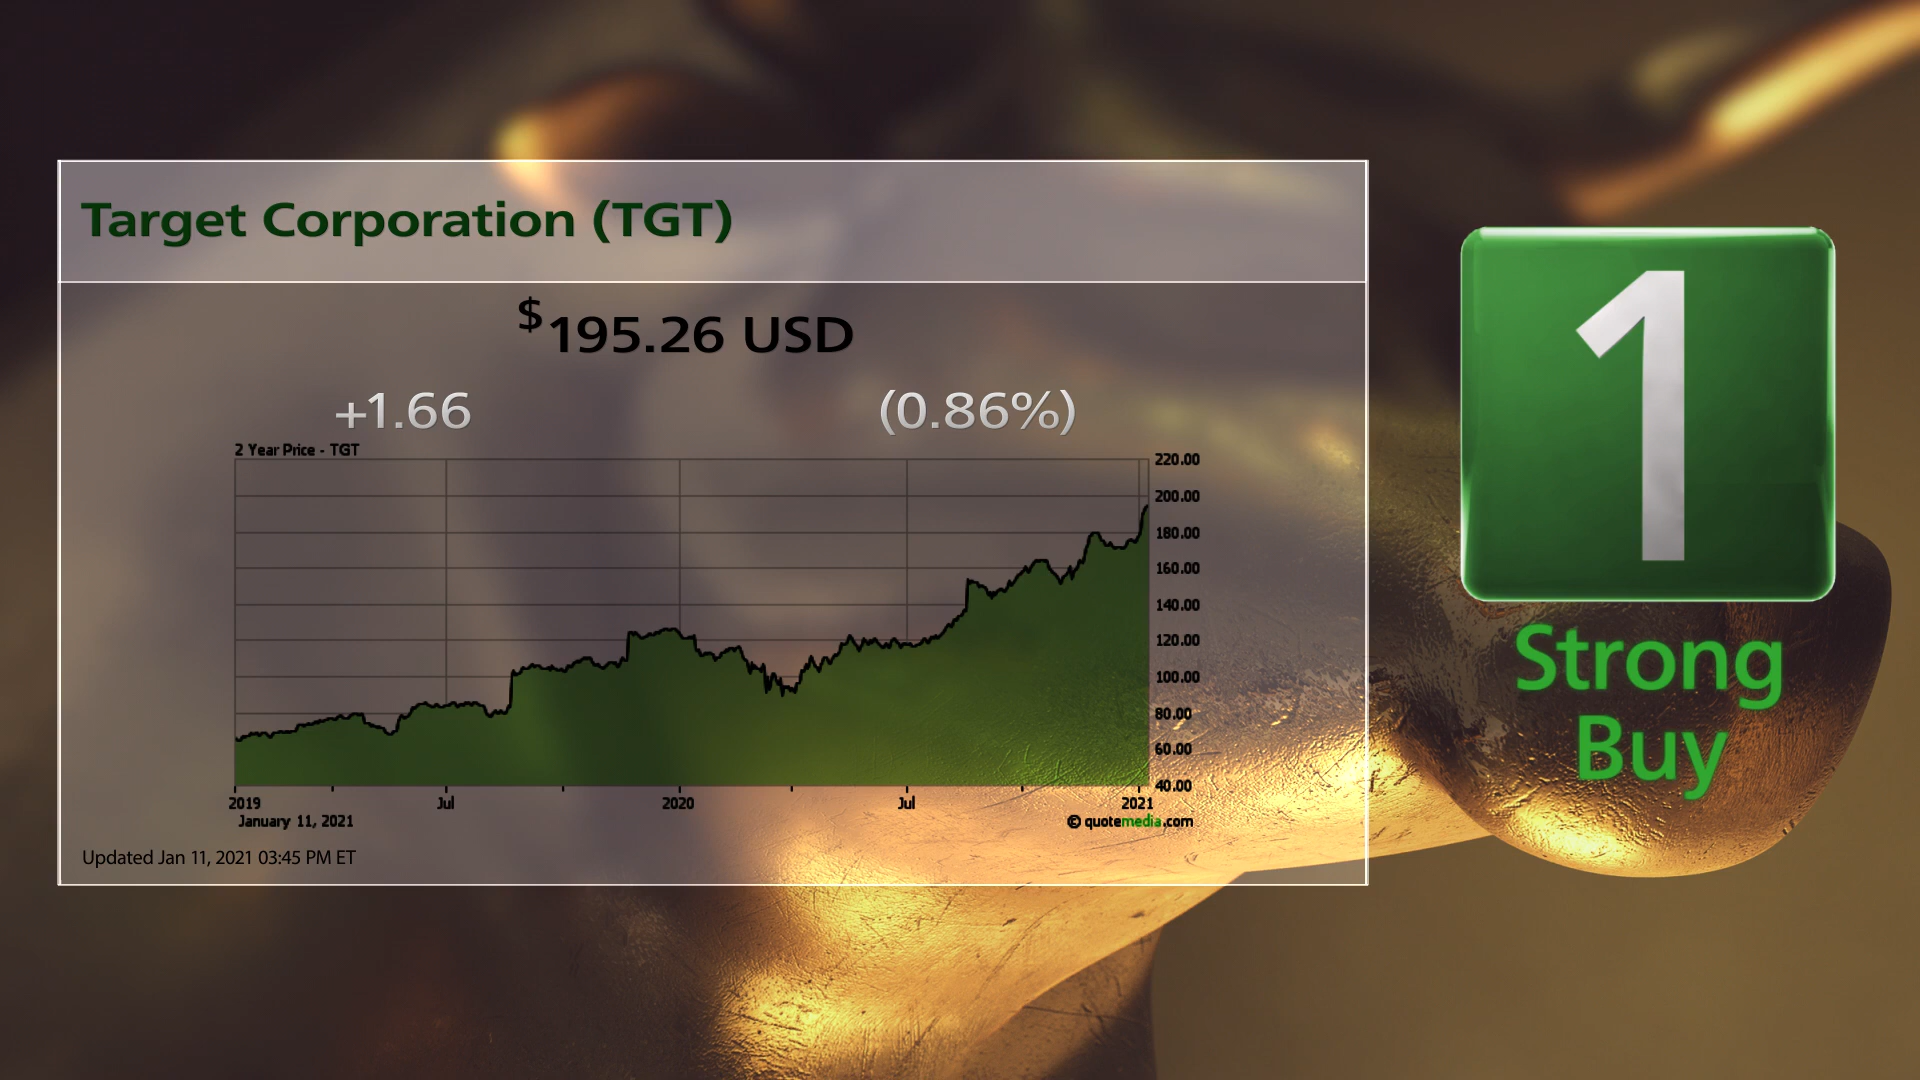 Target Corporation (TGT)
$195.26 USD
+1.66 (0.86%)
2 Year Price - TGT
220.00
200.00
180.00
160.00
140.00
120.00
100.00
80.00
60.00
40.00
2019 Jul 2020 Jul 2021
January 11, 2021 © quotemedia.com
Updated Jan 11, 2021 03:45 PM ET
1
Strong
Buy